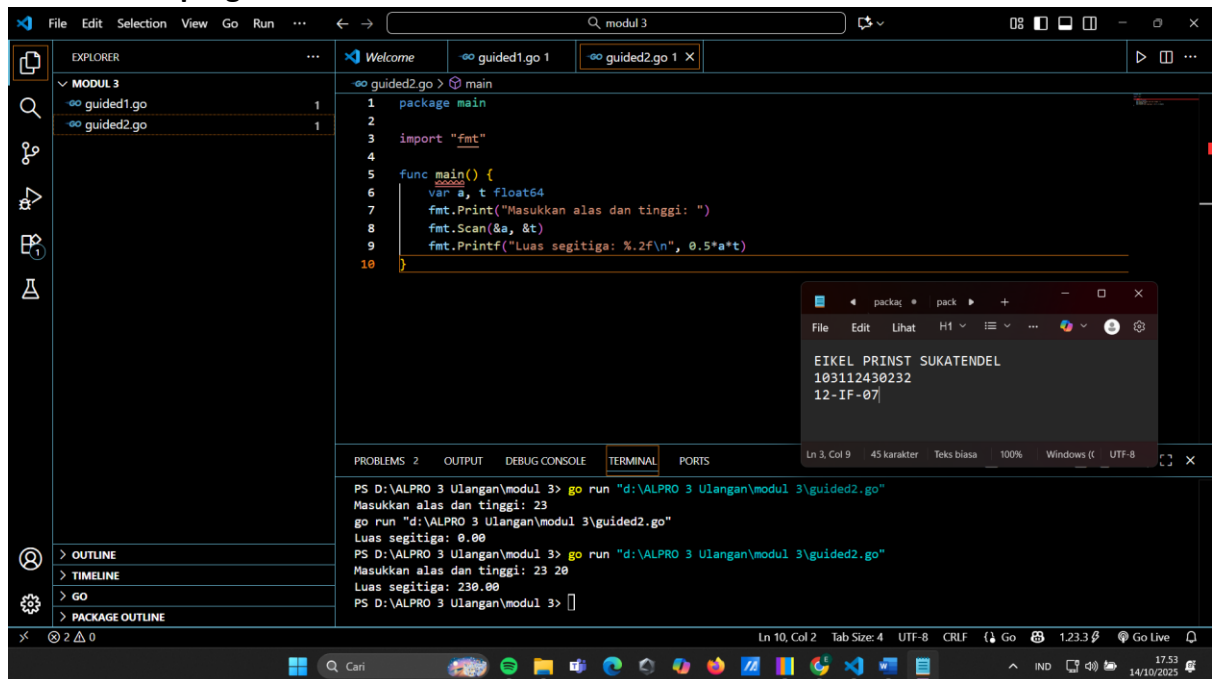 File Edit Selection View Go Run ...
modul 3
EXPLORER
MODUL 3
guided1.go 1
guided2.go 1
OUTLINE
TIMELINE
GO
PACKAGE OUTLINE
Welcome guided1.go 1 guided2.go 1
guided2.go > main
1 package main
2
3 import "fmt"
4
5 func main() {
6 var a, t float64
7 fmt.Print("Masukkan alas dan tinggi: ")
8 fmt.Scan(&a, &t)
9 fmt.Printf("Luas segitiga: %.2f\n", 0.5*a*t)
10 }
packag pack
File Edit Lihat H1
EIKEL PRINST SUKATENDEL
103112430232
12-IF-07
Ln 3, Col 9 45 karakter Teks biasa 100% Windows (C UTF-8
PROBLEMS 2 OUTPUT DEBUG CONSOLE TERMINAL PORTS
PS D:\ALPRO 3 Ulangan\modul 3> go run "d:\ALPRO 3 Ulangan\modul 3\guided2.go"
Masukkan alas dan tinggi: 23
go run "d:\ALPRO 3 Ulangan\modul 3\guided2.go"
Luas segitiga: 0.00
PS D:\ALPRO 3 Ulangan\modul 3> go run "d:\ALPRO 3 Ulangan\modul 3\guided2.go"
Masukkan alas dan tinggi: 23 20
Luas segitiga: 230.00
PS D:\ALPRO 3 Ulangan\modul 3>
2 0 Ln 10, Col 2 Tab Size: 4 UTF-8 CRLF Go 1.23.3 Go Live
Cari IND 17.53
14/10/2025